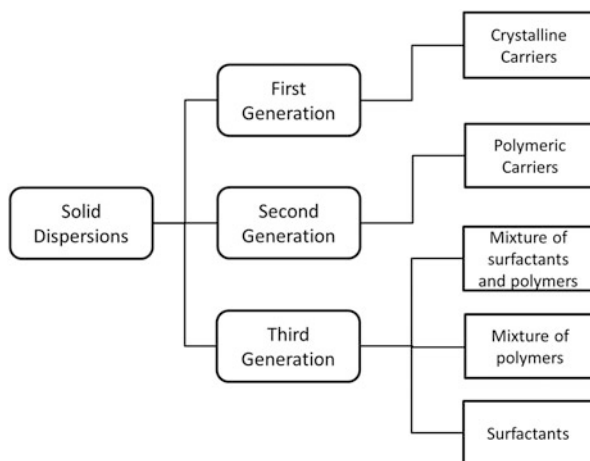 Solid
Dispersions
First
Generation
Crystalline
Carriers
Second
Generation
Polymeric
Carriers
Third
Generation
Mixture of
surfactants
and polymers
Mixture of
polymers
Surfactants